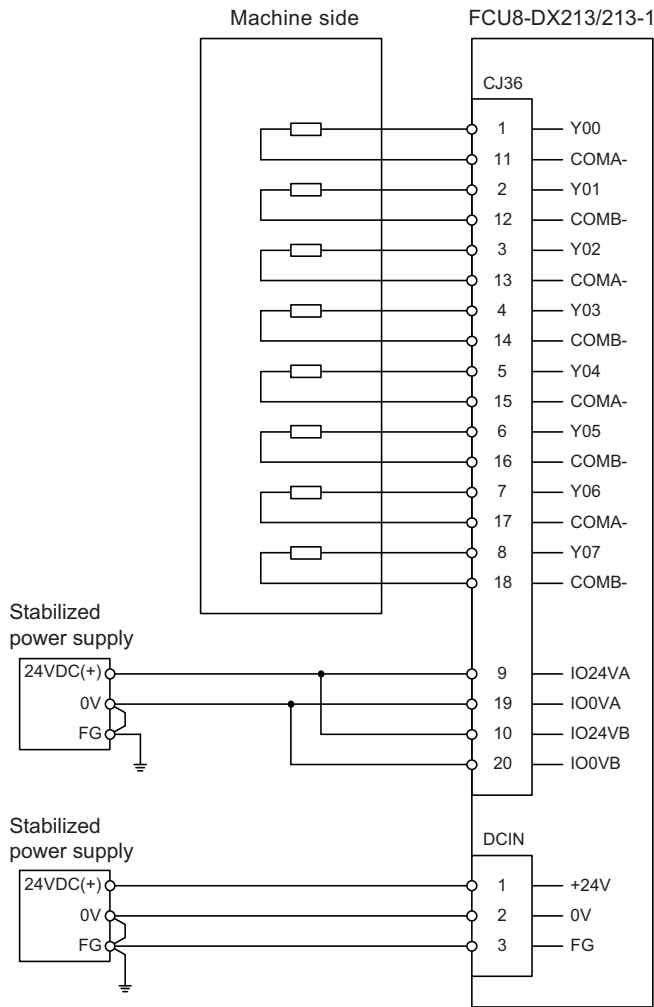 Machine side
FCU8-DX213/213-1
CJ36
1 Y00
11 COMA-
2 Y01
12 COMB-
3 Y02
13 COMA-
4 Y03
14 COMB-
5 Y04
15 COMA-
6 Y05
16 COMB-
7 Y06
17 COMA-
8 Y07
18 COMB-
Stabilized
power supply
24VDC(+) 9 IO24VA
0V 19 IO0VA
FG 10 IO24VB
20 IO0VB
Stabilized
power supply
DCIN
24VDC(+) 1 +24V
0V 2 0V
FG 3 FG